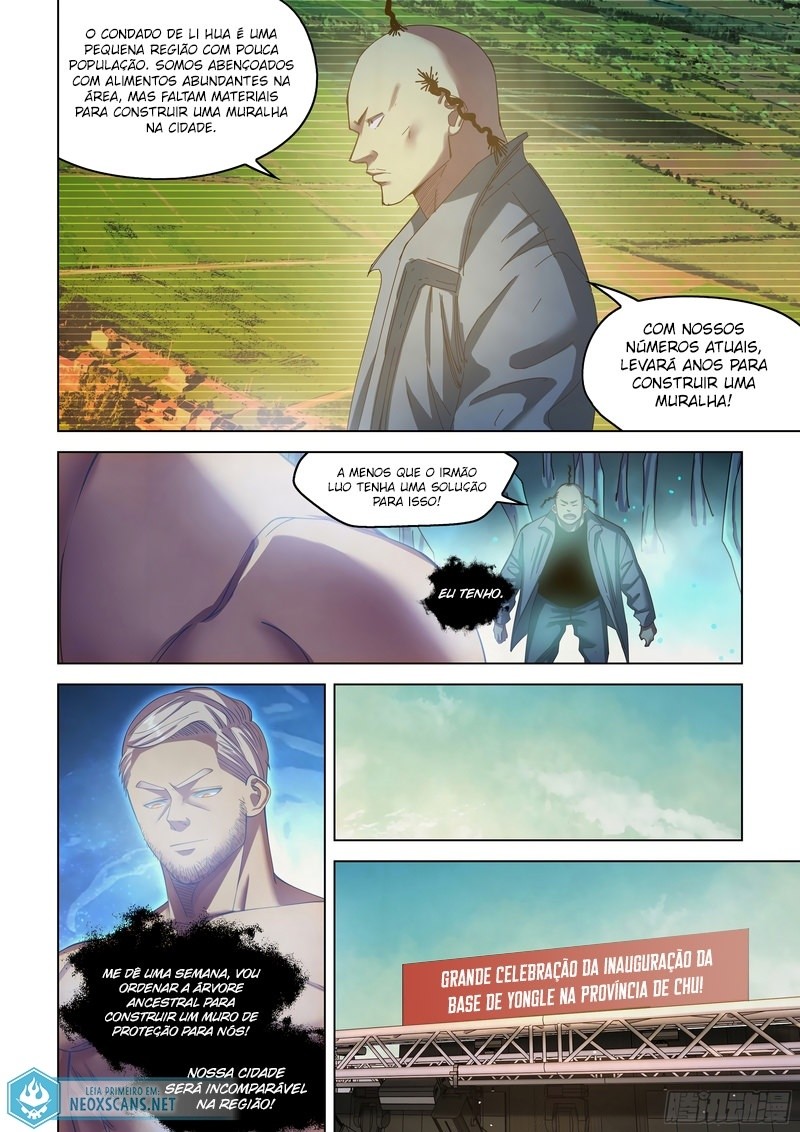 O CONDADO DE LI HUA É UMA
PEQUENA REGIÃO COM POUCA
POPULAÇÃO. SOMOS ABENÇOADOS
COM ALIMENTOS ABUNDANTES NA
ÁREA, MAS FALTAM MATERIAIS
PARA CONSTRUIR UMA MURALHA
NA CIDADE.
COM NOSSOS
NÚMEROS ATUAIS,
LEVARÁ ANOS PARA
CONSTRUIR UMA
MURALHA!
A MENOS QUE O IRMÃO
LUO TENHA UMA SOLUÇÃO
PARA ISSO!
EU TENHO.
ME DÊ UMA SEMANA, VOU
ORDENAR A ÁRVORE
ANCESTRAL PARA
CONSTRUIR UM MURO DE
PROTEÇÃO PARA NÓS!
NOSSA CIDADE
SERÁ INCOMPARÁVEL
NA REGIÃO!
GRANDE CELEBRAÇÃO DA INAUGURAÇÃO DA
BASE DE YONGLE NA PROVÍNCIA DE CHU!
LEIA PRIMEIRO EM:
NEOXSCANS.NET
腾讯动漫